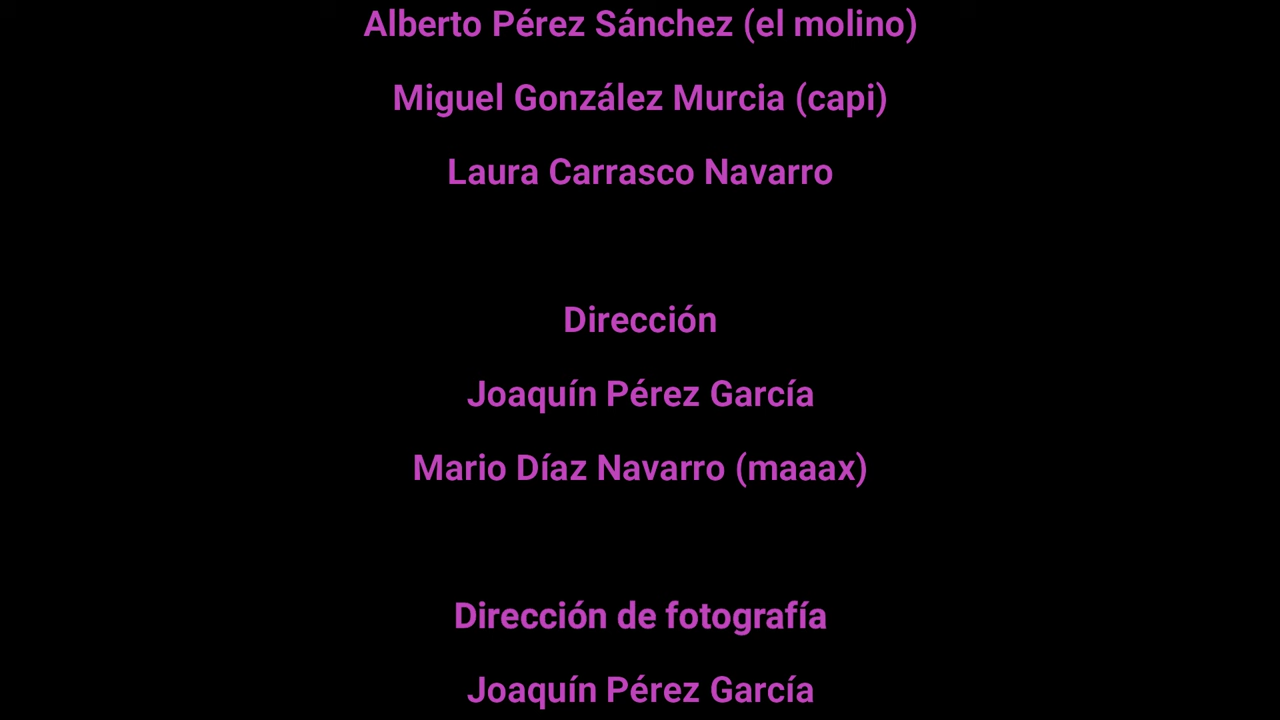 Alberto Pérez Sánchez (el molino)
Miguel González Murcia (capi)
Laura Carrasco Navarro
Dirección
Joaquín Pérez García
Mario Díaz Navarro (maaax)
Dirección de fotografía
Joaquín Pérez García